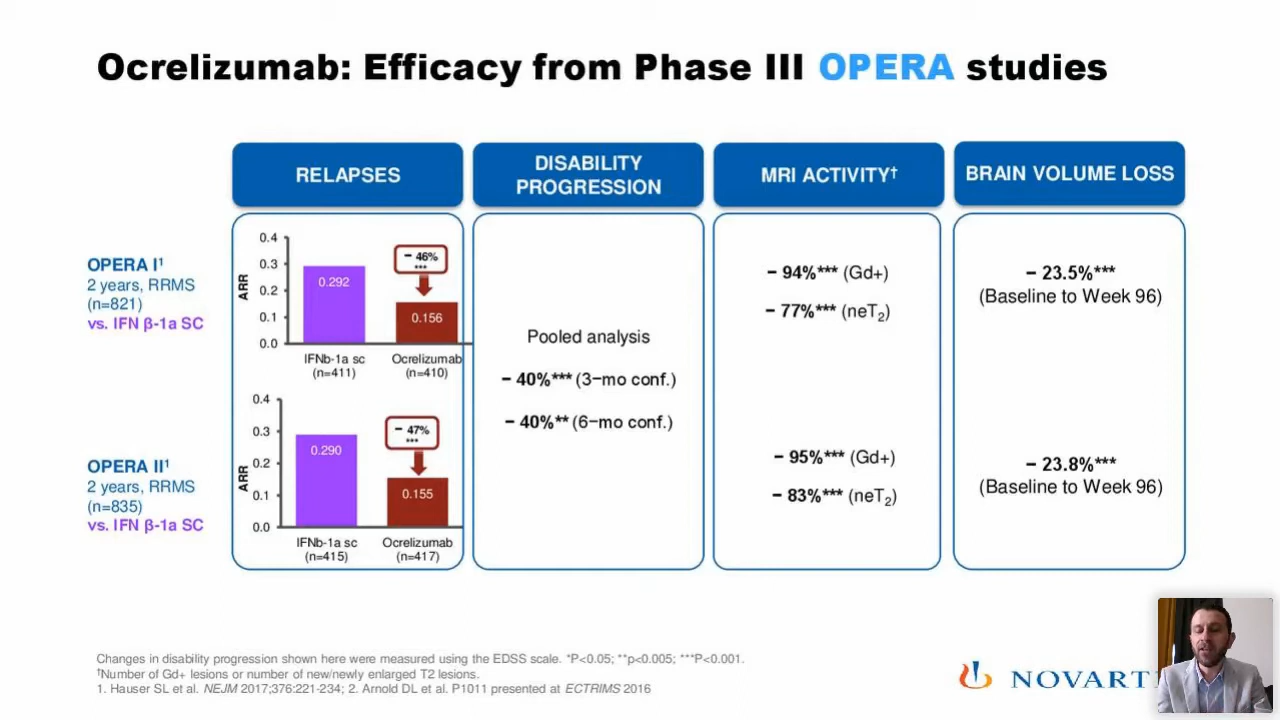 Ocrelizumab: Efficacy from Phase III OPERA studies
RELAPSES
DISABILITY
PROGRESSION
MRI ACTIVITY†
BRAIN VOLUME LOSS
OPERA I¹
2 years, RRMS
(n=821)
vs. IFN β-1a SC
ARR
0.4
0.3
0.2
0.1
0.0
0.292
− 46%
***
0.156
IFNb-1a sc
(n=411)
Ocrelizumab
(n=410)
OPERA II¹
2 years, RRMS
(n=835)
vs. IFN β-1a SC
ARR
0.4
0.3
0.2
0.1
0.0
0.290
− 47%
***
0.155
IFNb-1a sc
(n=415)
Ocrelizumab
(n=417)
Pooled analysis
− 40%*** (3−mo conf.)
− 40%** (6−mo conf.)
− 94%*** (Gd+)
− 77%*** (neT₂)
− 95%*** (Gd+)
− 83%*** (neT₂)
− 23.5%***
(Baseline to Week 96)
− 23.8%***
(Baseline to Week 96)
Changes in disability progression shown here were measured using the EDSS scale. *P<0.05; **p<0.005; ***P<0.001.
†Number of Gd+ lesions or number of new/newly enlarged T2 lesions.
1. Hauser SL et al. NEJM 2017;376:221-234; 2. Arnold DL et al. P1011 presented at ECTRIMS 2016
NOVART